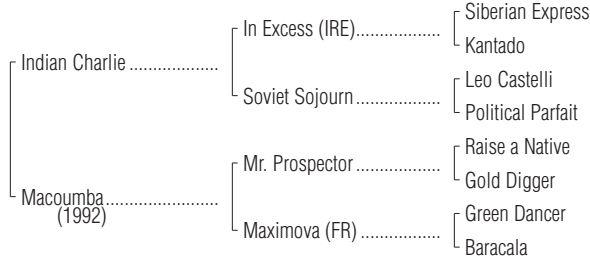 Siberian Express
In Excess (IRE)
Kantado
Indian Charlie
Leo Castelli
Soviet Sojourn
Political Parfait
Raise a Native
Mr. Prospector
Gold Digger
Macoumba
(1992)
Green Dancer
Maximova (FR)
Baracala